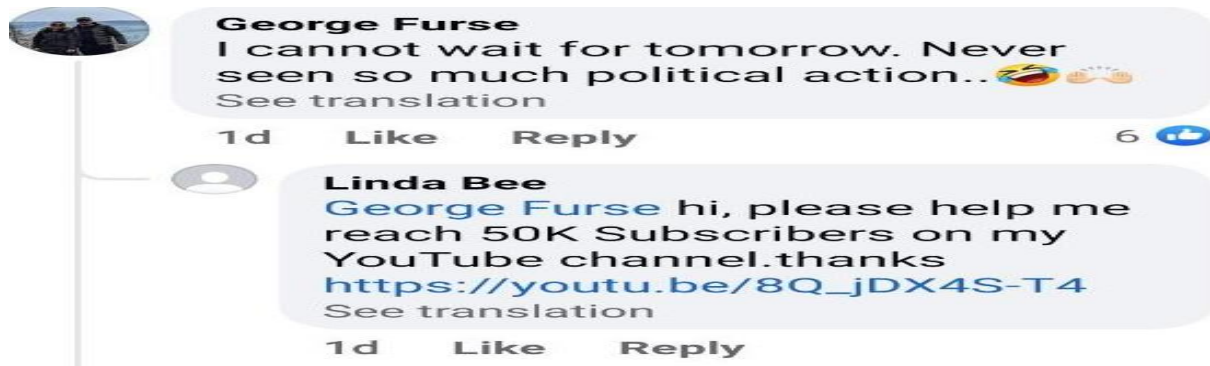 George Furse
I cannot wait for tomorrow. Never
seen so much political action..🤣🙌🏻
See translation
1d Like Reply 6
Linda Bee
George Furse hi, please help me
reach 50K Subscribers on my
YouTube channel.thanks
https://youtu.be/8Q_jDX4S-T4
See translation
1d Like Reply